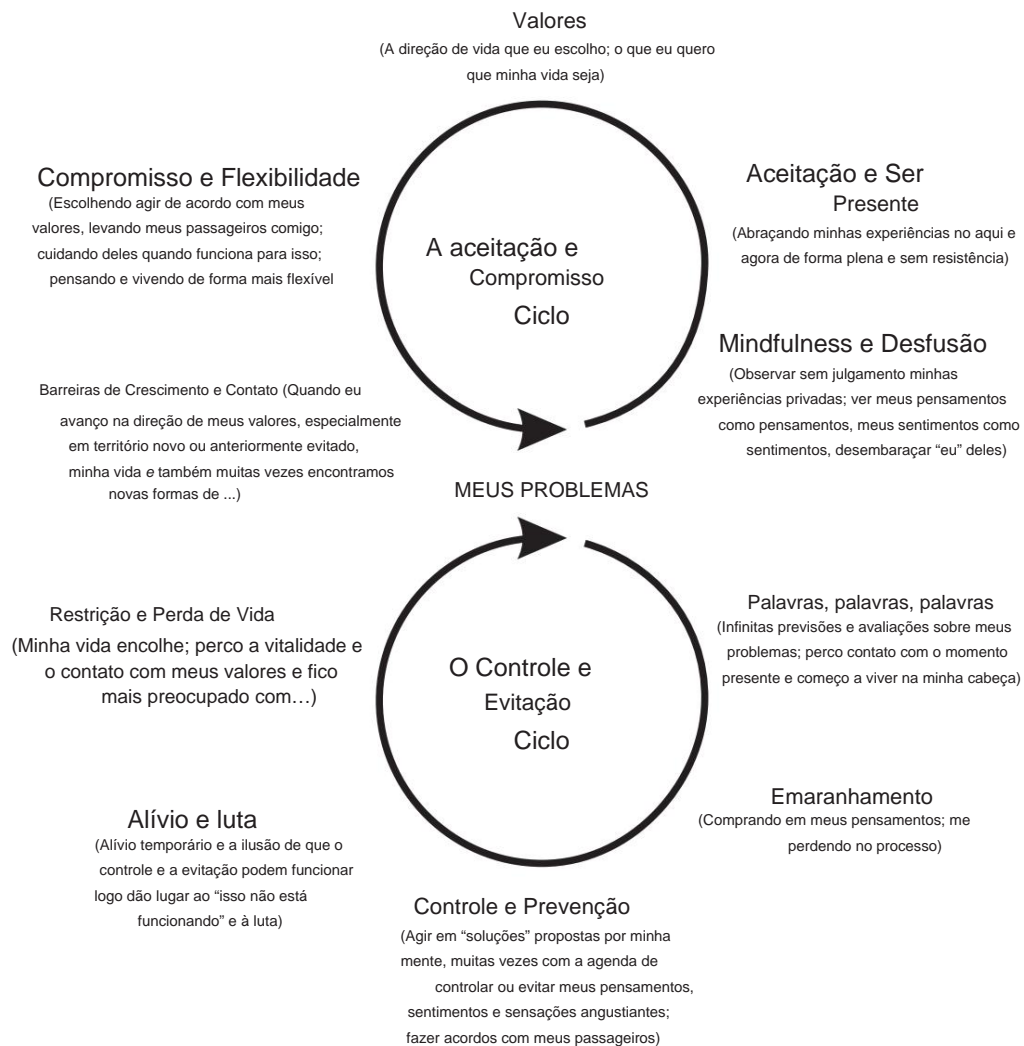 Valores
(A direção de vida que eu escolho; o que eu quero
que minha vida seja)
Compromisso e Flexibilidade
(Escolhendo agir de acordo com meus
valores, levando meus passageiros comigo;
cuidando deles quando funciona para isso;
pensando e vivendo de forma mais flexível
Aceitação e Ser
Presente
(Abraçando minhas experiências no aqui e
agora de forma plena e sem resistência)
A aceitação e
Compromisso
Ciclo
Mindfulness e Desfusão
(Observar sem julgamento minhas
experiências privadas; ver meus pensamentos
como pensamentos, meus sentimentos como
sentimentos, desembaraçar “eu” deles)
Barreiras de Crescimento e Contato (Quando eu
avanço na direção de meus valores, especialmente
em território novo ou anteriormente evitado,
minha vida e também muitas vezes encontramos
novas formas de ...)
MEUS PROBLEMAS
Restrição e Perda de Vida
(Minha vida encolhe; perco a vitalidade e
o contato com meus valores e fico
mais preocupado com…)
Palavras, palavras, palavras
(Infinitas previsões e avaliações sobre meus
problemas; perco contato com o momento
presente e começo a viver na minha cabeça)
O Controle e
Evitação
Ciclo
Emaranhamento
(Comprando em meus pensamentos; me
perdendo no processo)
Alívio e luta
(Alívio temporário e a ilusão de que o
controle e a evitação podem funcionar
logo dão lugar ao “isso não está
funcionando” e à luta)
Controle e Prevenção
(Agir em “soluções” propostas por minha
mente, muitas vezes com a agenda de
controlar ou evitar meus pensamentos,
sentimentos e sensações angustiantes;
fazer acordos com meus passageiros)